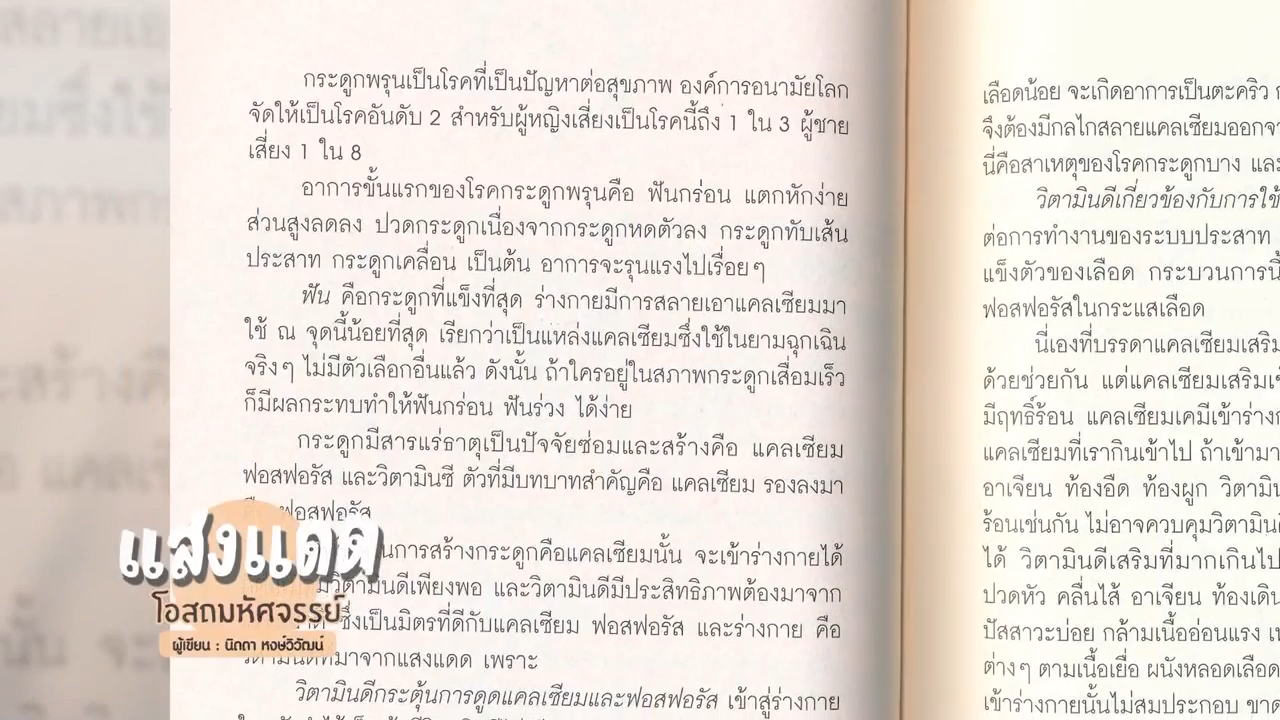 กระดูกพรุนเป็นโรคที่เป็นปัญหาต่อสุขภาพ องค์การอนามัยโลก
จัดให้เป็นโรคอันดับ 2 สำหรับผู้หญิงเสี่ยงเป็นโรคนี้ถึง 1 ใน 3 ผู้ชาย
เสี่ยง 1 ใน 8
อาการขั้นแรกของโรคกระดูกพรุนคือ ฟันกร่อน แตกหักง่าย
ส่วนสูงลดลง ปวดกระดูกเนื่องจากกระดูกหดตัวลง กระดูกทับเส้น
ประสาท กระดูกเคลื่อน เป็นต้น อาการจะรุนแรงไปเรื่อยๆ
ฟัน คือกระดูกที่แข็งที่สุด ร่างกายมีการสลายเอาแคลเซียมมา
ใช้ ณ จุดนี้น้อยที่สุด เรียกว่าเป็นแหล่งแคลเซียมซึ่งใช้ในยามฉุกเฉิน
จริงๆ ไม่มีตัวเลือกอื่นแล้ว ดังนั้น ถ้าใครอยู่ในสภาพกระดูกเสื่อมเร็ว
ก็มีผลกระทบทำให้ฟันกร่อน ฟันร่วง ได้ง่าย
กระดูกมีสารแร่ธาตุเป็นปัจจัยซ่อมและสร้างคือ แคลเซียม
ฟอสฟอรัส และวิตามินซี ตัวที่มีบทบาทสำคัญคือ แคลเซียม รองลงมา
คือ ฟอสฟอรัส
ในการสร้างกระดูกคือแคลเซียมนั้น จะเข้าร่างกายได้
มีวิตามินดีเพียงพอ และวิตามินดีมีประสิทธิภาพต้องมาจาก
ซึ่งเป็นมิตรที่ดีกับแคลเซียม ฟอสฟอรัส และร่างกาย คือ
วิตามินดีที่มาจากแสงแดด เพราะ
วิตามินดีกระตุ้นการดูดแคลเซียมและฟอสฟอรัส เข้าสู่ร่างกาย
เลือดน้อย จะเกิดอาการเป็นตะคริว
จึงต้องมีกลไกสลายแคลเซียมออกจา
นี่คือสาเหตุของโรคกระดูกบาง และ
วิตามินดีเกี่ยวข้องกับการใช้
ต่อการทำงานของระบบประสาท
แข็งตัวของเลือด กระบวนการนี้
ฟอสฟอรัสในกระแสเลือด
นี่เองที่บรรดาแคลเซียมเสริม
ด้วยช่วยกัน แต่แคลเซียมเสริมเข้
มีฤทธิ์ร้อน แคลเซียมเคมีเข้าร่าง
แคลเซียมที่เรากินเข้าไป ถ้าเข้ามา
อาเจียน ท้องอืด ท้องผูก วิตามิน
ร้อนเช่นกัน ไม่อาจควบคุมวิตามิน
ได้ วิตามินดีเสริมที่มากเกินไป
ปวดหัว คลื่นไส้ อาเจียน ท้องเดิน
ปัสสาวะบ่อย กล้ามเนื้ออ่อนแรง
ต่างๆ ตามเนื้อเยื่อ ผนังหลอดเลือด
เข้าร่างกายนั้นไม่สมประกอบ ขาด
แสงแดด
โอสถมหัศจรรย์
ผู้เขียน : นิดดา หงษ์วิวัฒน์